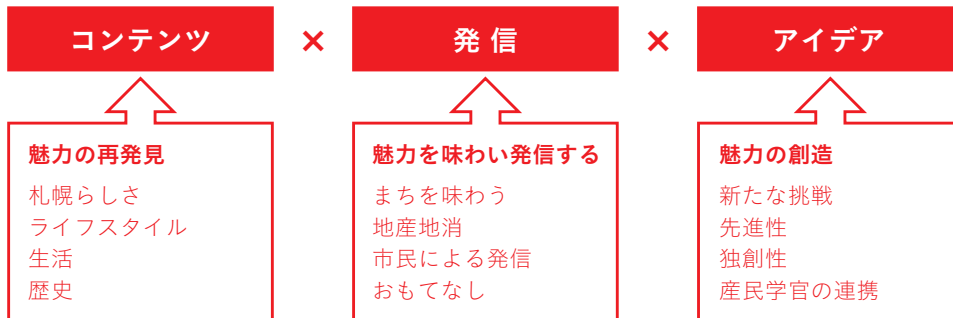 コンテンツ × 発信 × アイデア
魅力の再発見
札幌らしさ
ライフスタイル
生活
歴史
魅力を味わい発信する
まちを味わう
地産地消
市民による発信
おもてなし
魅力の創造
新たな挑戦
先進性
独創性
産民学官の連携